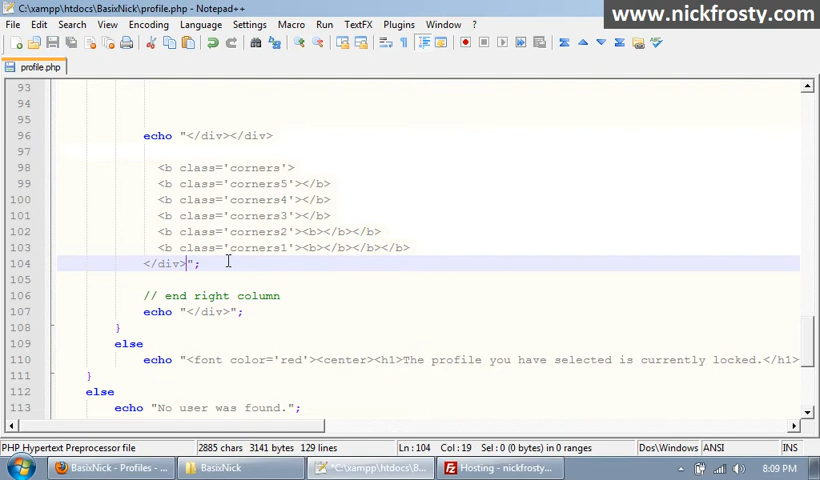 C:\xampp\htdocs\BasixNick\profile.php - Notepad++
www.nickfrosty.com
File Edit Search View Encoding Language Settings Macro Run TextFX Plugins Window ?
profile.php
93
94
95
96 echo "</div></div>
97
98 <b class='corners'>
99 <b class='corners5'></b>
100 <b class='corners4'></b>
101 <b class='corners3'></b>
102 <b class='corners2'><b></b></b>
103 <b class='corners1'><b></b></b></b>
104 </div>";
105
106 // end right column
107 echo "</div>";
108 }
109 else
110 echo "<font color='red'><center><h1>The profile you have selected is currently locked.</h1>
111 }
112 else
113 echo "No user was found.";
PHP Hypertext Preprocessor file 2885 chars 3141 bytes 129 lines Ln : 104 Col : 19 Sel : 0 (0 bytes) in 0 ranges Dos\Windows ANSI INS
BasixNick - Profiles - ... BasixNick *C:\xampp\htdocs\B... Hosting - nickfrosty... 8:09 PM